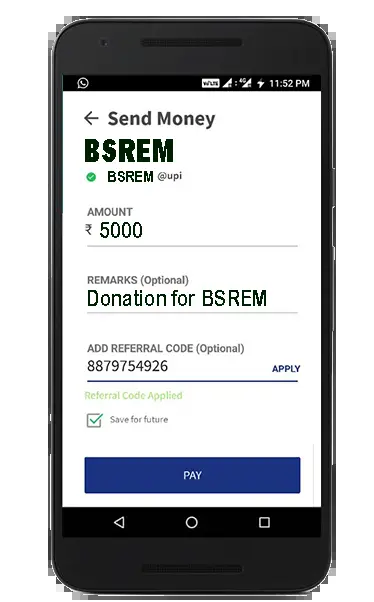 VoLTE 4G 11:52 PM
← Send Money
BSREM
BSREM @upi
AMOUNT
₹ 5000
REMARKS (Optional)
Donation for BSREM
ADD REFERRAL CODE (Optional)
8879754926 APPLY
Referral Code Applied
Save for future
PAY